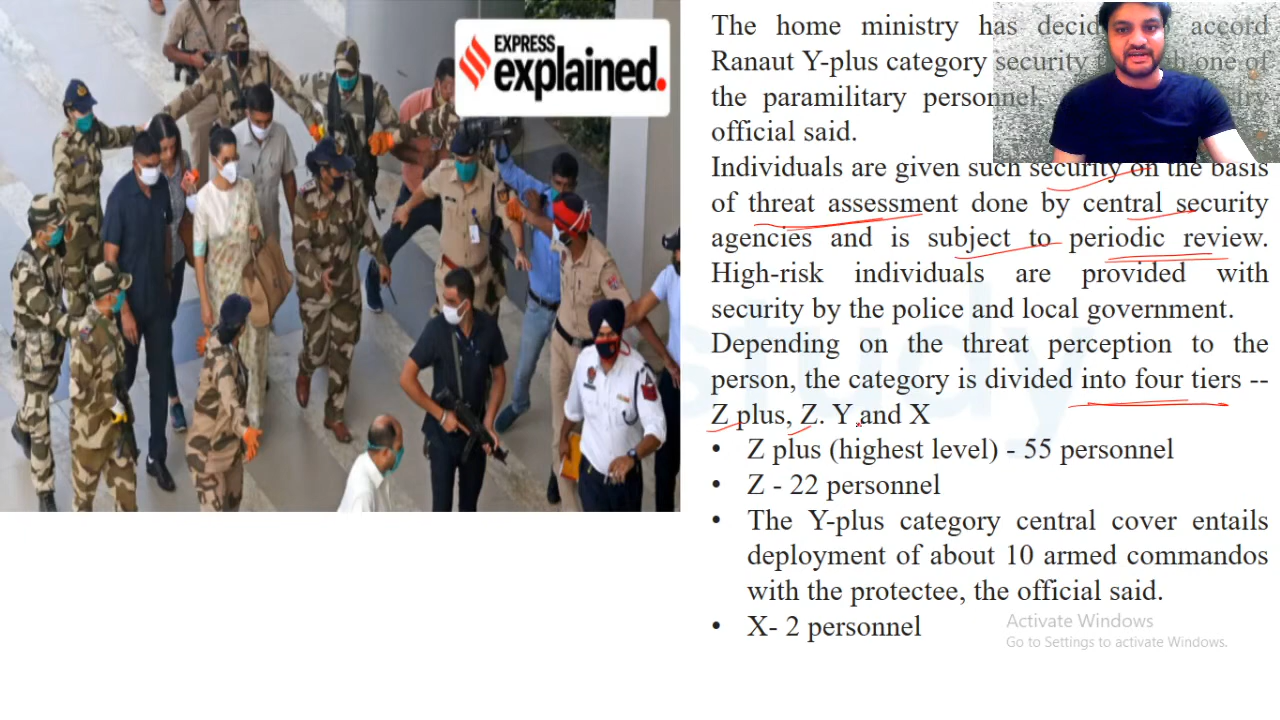 EXPRESS
explained.
The home ministry has accord
Ranaut Y-plus category security one of
the paramilitary personnel,
official said.
Individuals are given such security on the basis
of threat assessment done by central security
agencies and is subject to periodic review.
High-risk individuals are provided with
security by the police and local government.
Depending on the threat perception to the
person, the category is divided into four tiers --
Z plus, Z. Y and X
• Z plus (highest level) - 55 personnel
• Z - 22 personnel
• The Y-plus category central cover entails
deployment of about 10 armed commandos
with the protectee, the official said.
• X- 2 personnel
study
Activate Windows
Go to Settings to activate Windows.